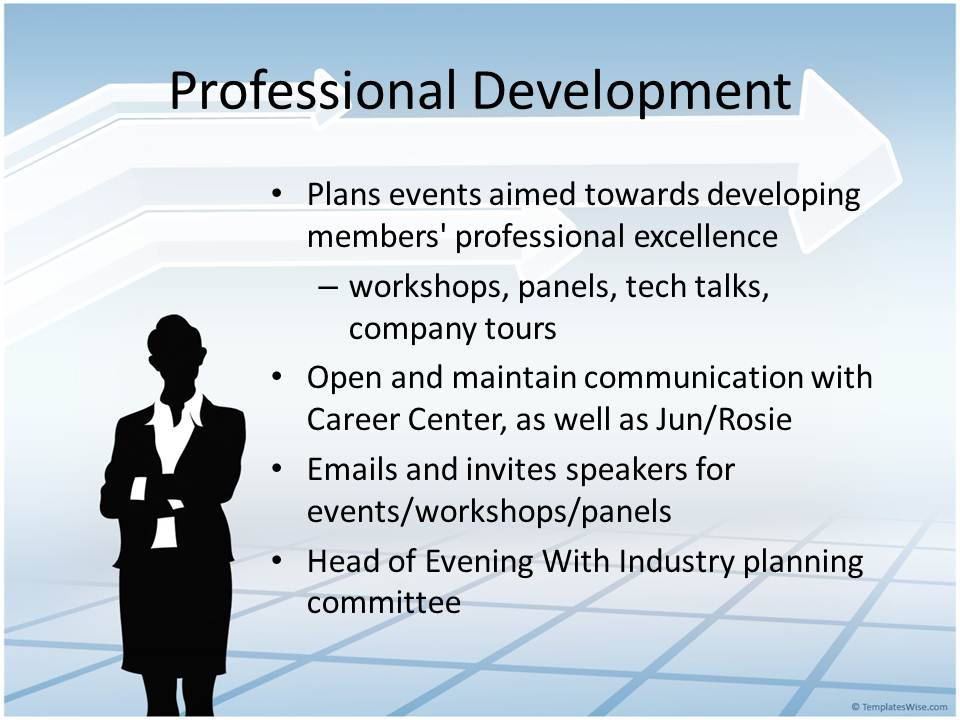 Professional Development
• Plans events aimed towards developing
members' professional excellence
– workshops, panels, tech talks,
company tours
• Open and maintain communication with
Career Center, as well as Jun/Rosie
• Emails and invites speakers for
events/workshops/panels
• Head of Evening With Industry planning
committee
© TemplatesWise.com